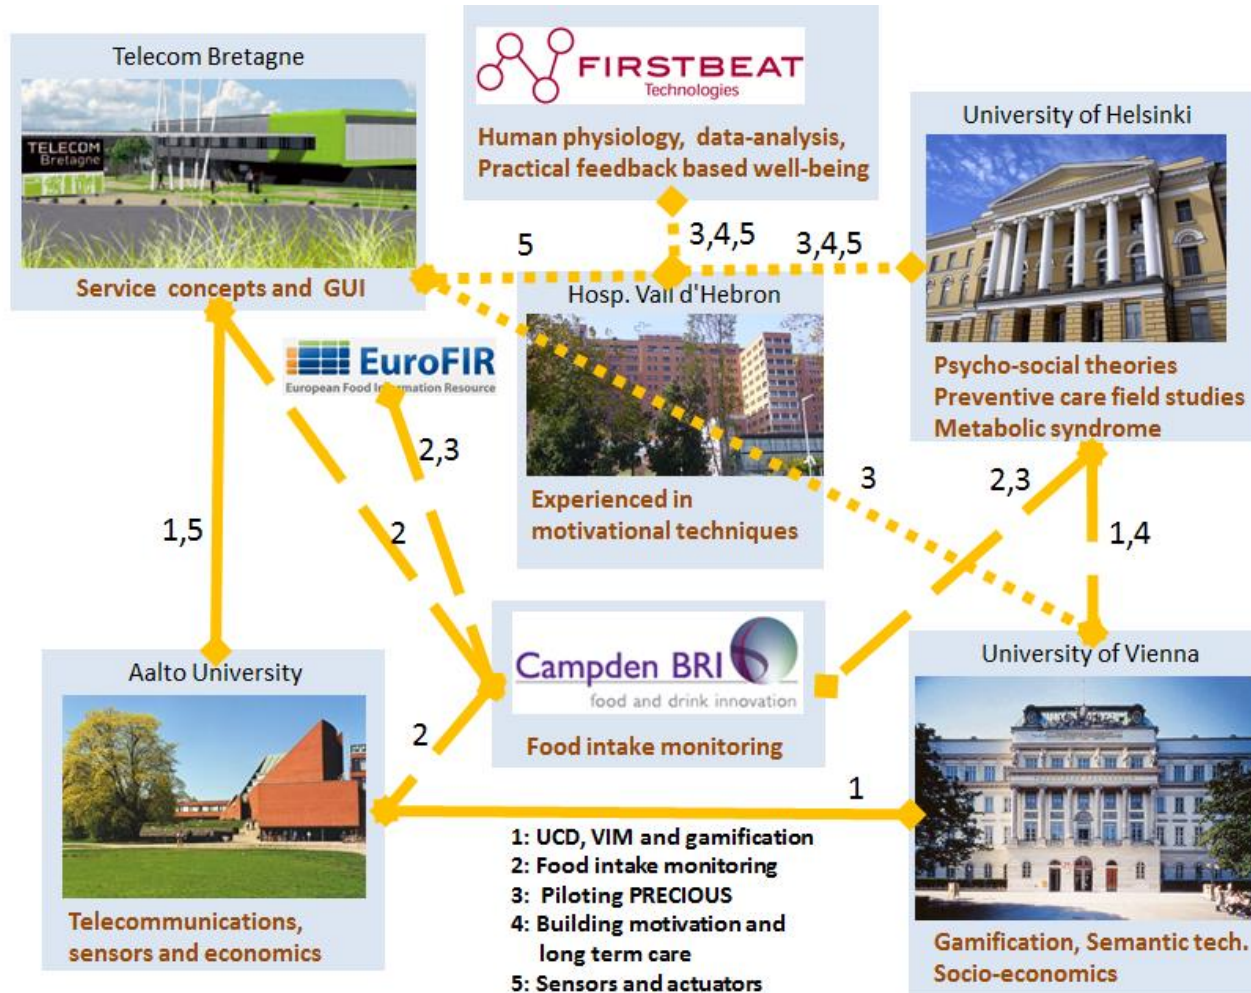 Telecom Bretagne
TELECOM
Bretagne
Service concepts and GUI
FIRSTBEAT
Technologies
Human physiology, data-analysis,
Practical feedback based well-being
University of Helsinki
Psycho-social theories
Preventive care field studies
Metabolic syndrome
5
3,4,5
3,4,5
Hosp. Vall d'Hebron
Experienced in
motivational techniques
EuroFIR
European Food Information Resource
2,3
2
1,5
3
2,3
1,4
Aalto University
Telecommunications,
sensors and economics
2
Campden BRI
food and drink innovation
Food intake monitoring
University of Vienna
Gamification, Semantic tech.
Socio-economics
1
1: UCD, VIM and gamification
2: Food intake monitoring
3: Piloting PRECIOUS
4: Building motivation and
long term care
5: Sensors and actuators